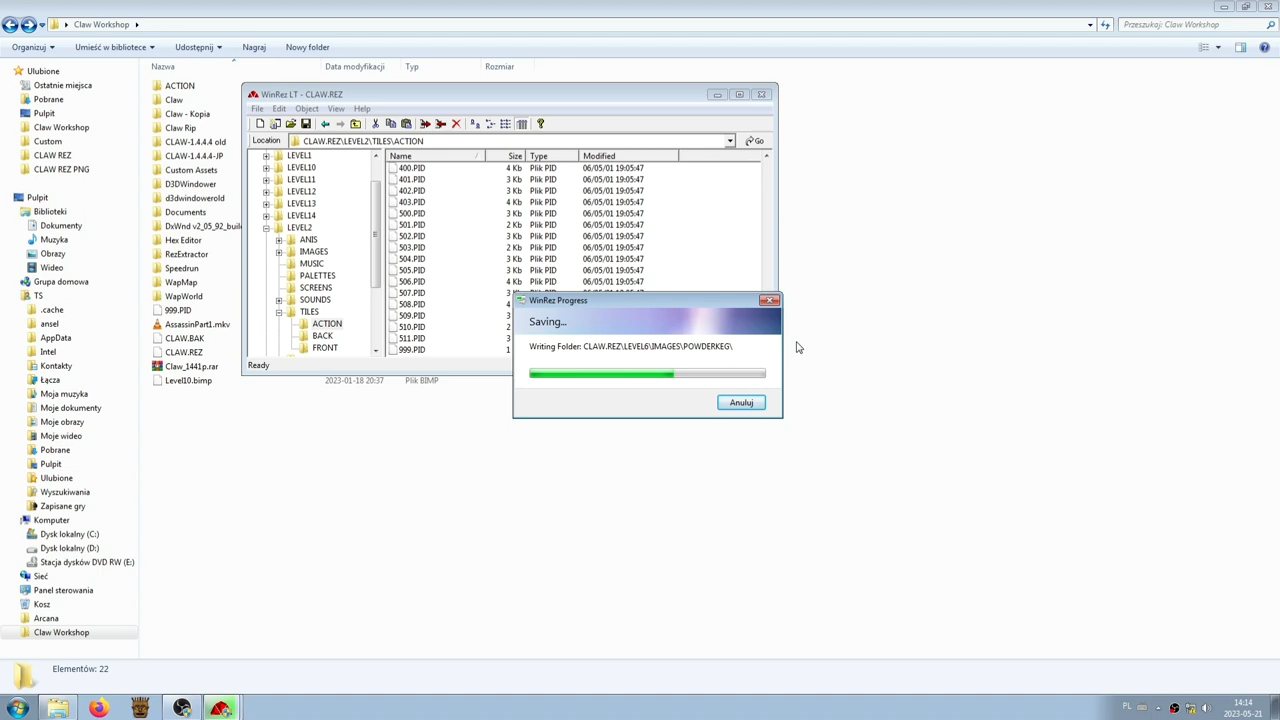 Claw Workshop
Przeszukaj: Claw Workshop
Organizuj
Umieść w bibliotece
Udostępnij
Nagraj
Nowy folder
Ulubione
Ostatnie miejsca
Pobrane
Pulpit
Claw Workshop
Custom
CLAW REZ
CLAW REZ PNG
Pulpit
Biblioteki
Dokumenty
Muzyka
Obrazy
Wideo
Grupa domowa
TS
.cache
ansel
AppData
Intel
Kontakty
Łącza
Moja muzyka
Moje dokumenty
Moje obrazy
Moje wideo
Pobrane
Pulpit
Ulubione
Wyszukiwania
Zapisane gry
Komputer
Dysk lokalny (C:)
Dysk lokalny (D:)
Stacja dysków DVD RW (E:)
Sieć
Panel sterowania
Kosz
Arcana
Claw Workshop
Nazwa
Data modyfikacji
Typ
Rozmiar
ACTION
Claw
Claw - Kopia
Claw Rip
CLAW-1.4.4.4 old
CLAW-1.4.4.4-JP
Custom Assets
D3DWindower
d3dwindowerold
Documents
DxWnd v2_05_92_buil
Hex Editor
RezExtractor
Speedrun
WapMap
WapWorld
999.PID
AssassinPart1.mkv
CLAW.BAK
CLAW.REZ
Claw_1441p.rar
Level10.bimp
2023-01-18 20:37
Plik BIMP
WinRez LT - CLAW.REZ
File Edit Object View Help
Location
CLAW.REZ\LEVEL2\TILES\ACTION
Go
LEVEL1
LEVEL10
LEVEL11
LEVEL12
LEVEL13
LEVEL14
LEVEL2
ANIS
IMAGES
MUSIC
PALETTES
SCREENS
SOUNDS
TILES
ACTION
BACK
FRONT
Name Size Type Modified
400.PID 4 Kb Plik PID 06/05/01 19:05:47
401.PID 3 Kb Plik PID 06/05/01 19:05:47
402.PID 3 Kb Plik PID 06/05/01 19:05:47
403.PID 4 Kb Plik PID 06/05/01 19:05:47
500.PID 3 Kb Plik PID 06/05/01 19:05:47
501.PID 2 Kb Plik PID 06/05/01 19:05:47
502.PID 3 Kb Plik PID 06/05/01 19:05:47
503.PID 2 Kb Plik PID 06/05/01 19:05:47
504.PID 3 Kb Plik PID 06/05/01 19:05:47
505.PID 3 Kb Plik PID 06/05/01 19:05:47
506.PID 4 Kb Plik PID 06/05/01 19:05:47
507.PID 3
508.PID 4
509.PID 3
510.PID 2
511.PID 3
999.PID 1
Ready
WinRez Progress
Saving...
Writing Folder: CLAW.REZ\LEVEL6\IMAGES\POWDERKEG\
Anuluj
Elementów: 22
PL
14:14
2023-05-21